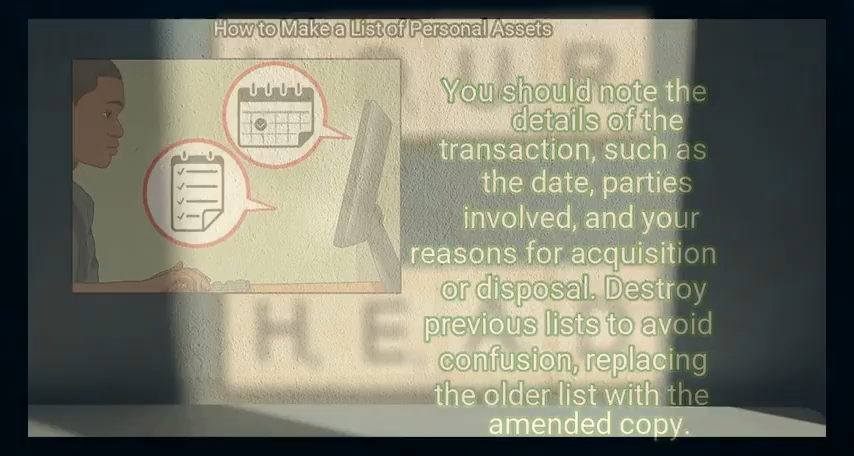 How to Make a List of Personal Assets
YOUR
You should note the
details of the
transaction, such as
the date, parties
involved, and your
reasons for acquisition
or disposal. Destroy
previous lists to avoid
confusion, replacing
the older list with the
amended copy.
HEAD